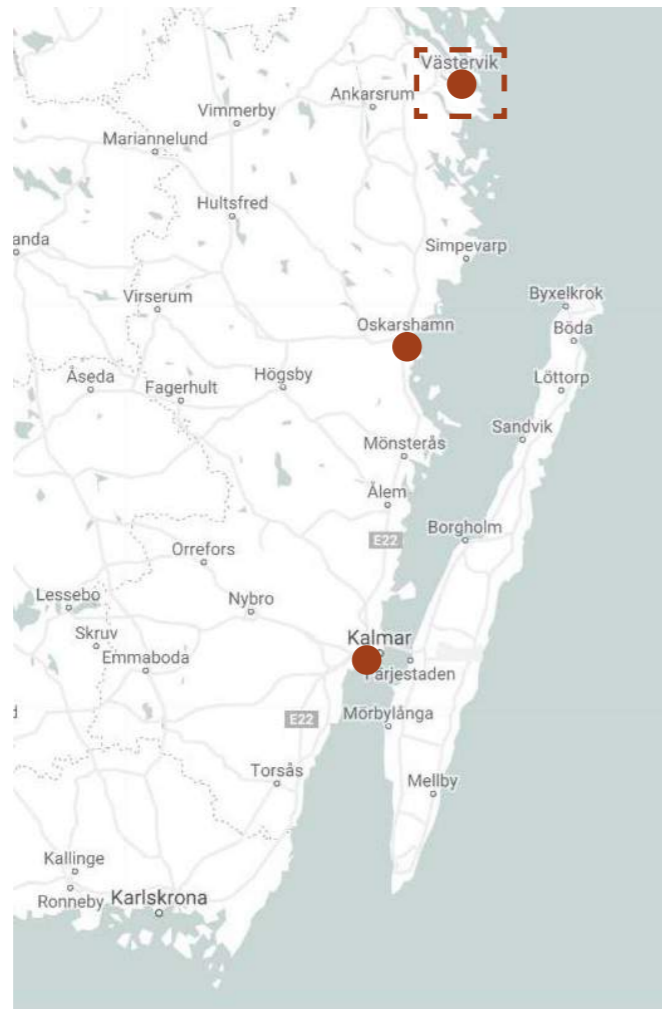 Västervik
Ankarsrum
Vimmerby
Mariannelund
Hultsfred
anda
Simpevarp
Byxelkrok
Virserum
Oskarshamn
Böda
Åseda
Fagerhult
Högsby
Löttorp
Sandvik
Mönsterås
Ålem
E22
Borgholm
Orrefors
Lessebo
Nybro
Skruv
Emmaboda
Kalmar
Färjestaden
d
E22
Mörbylånga
Torsås
Mellby
Kallinge
Ronneby
Karlskrona